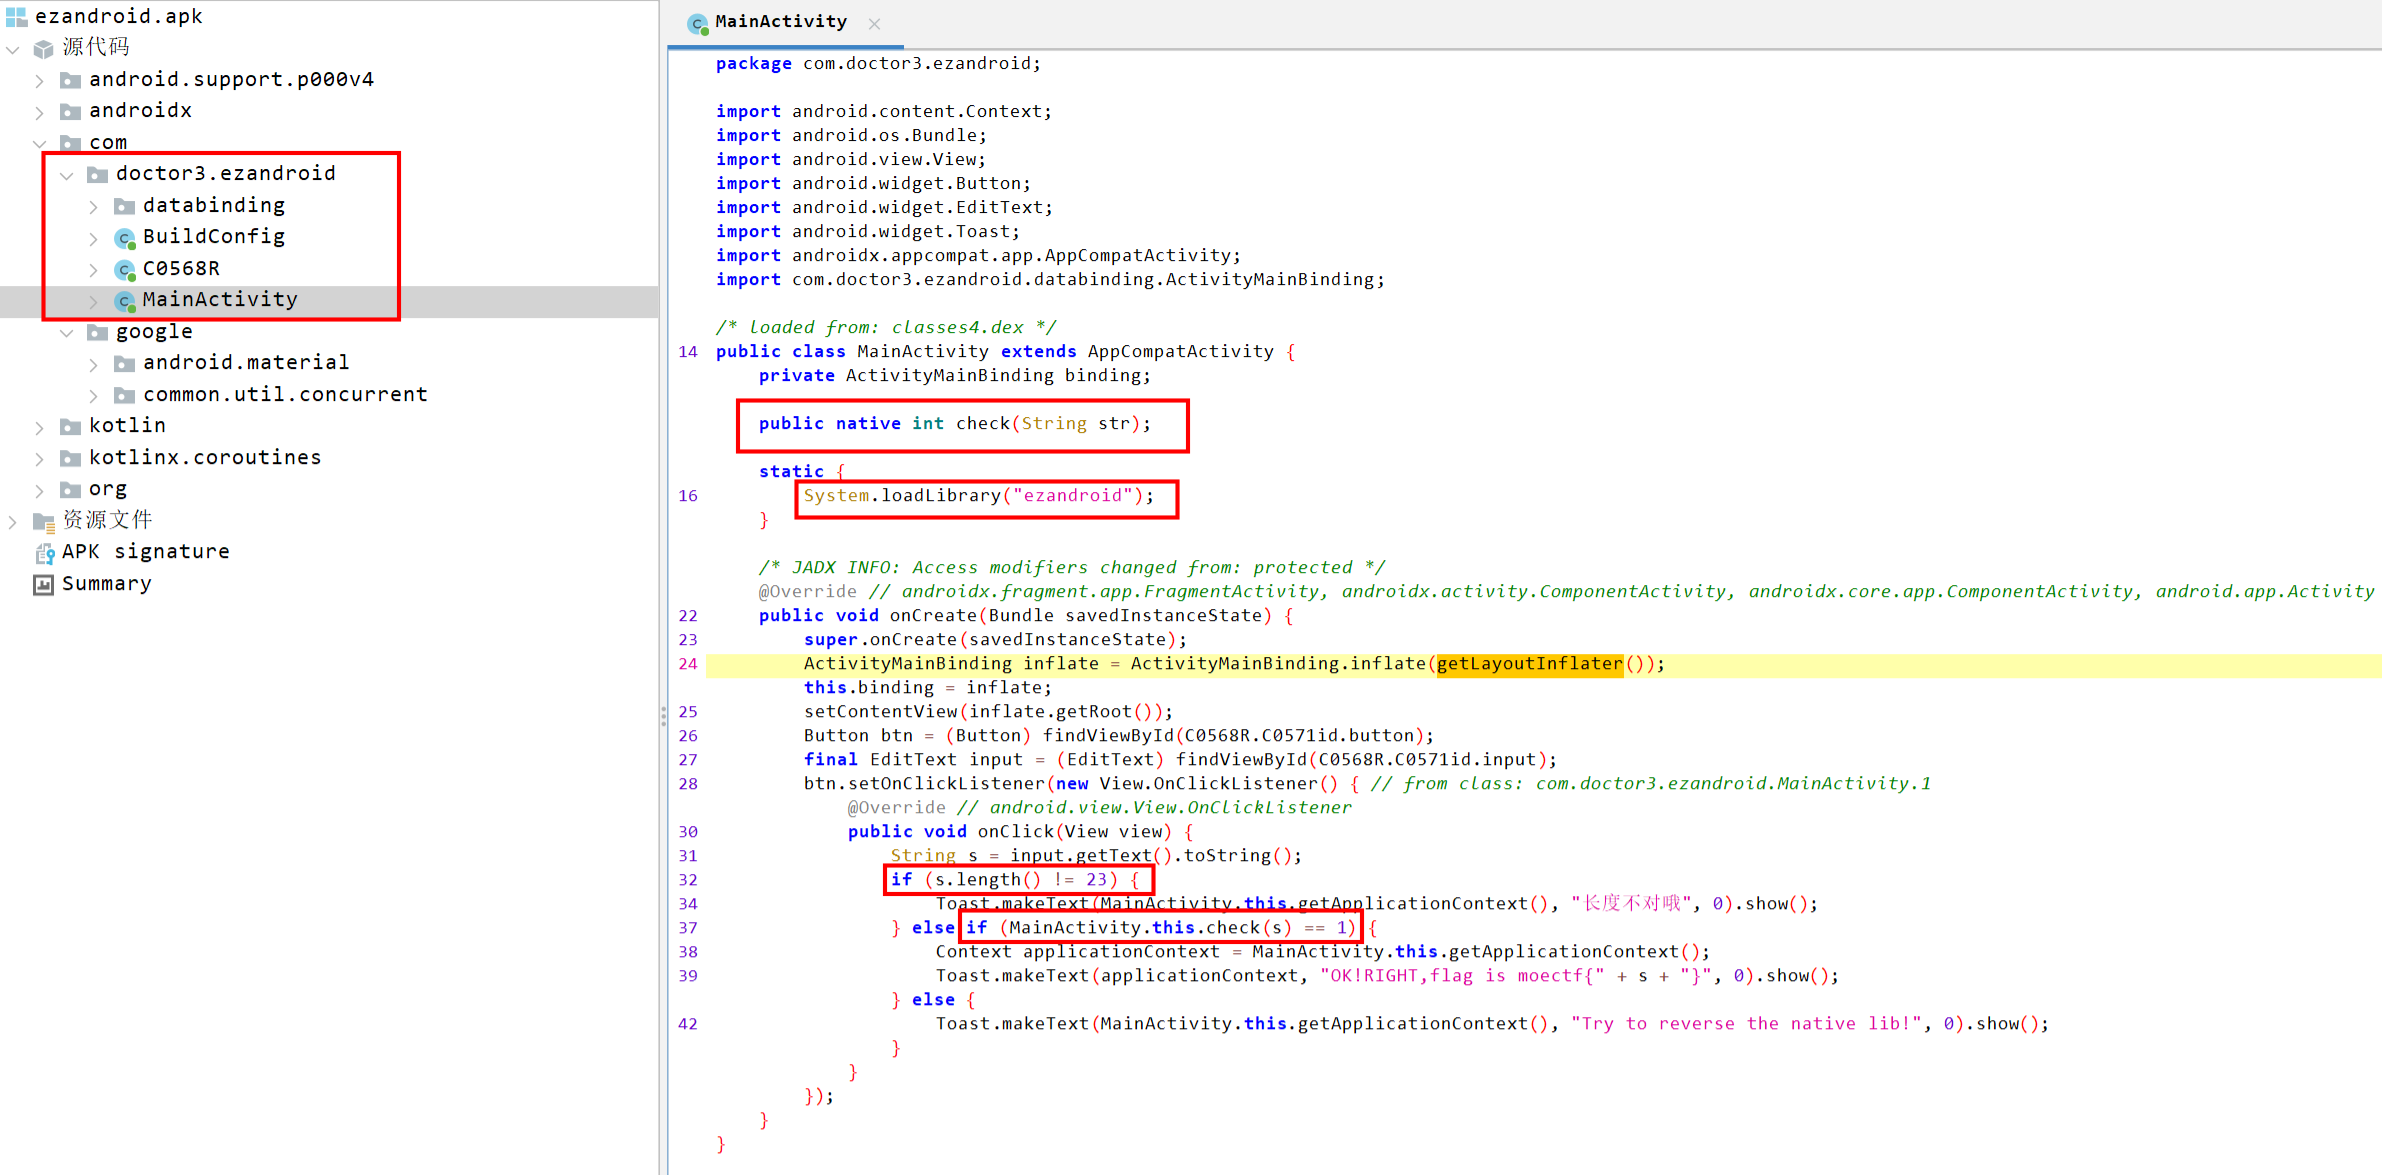 ezandroid.apk
源代码
android.support.p000v4
androidx
com
doctor3.ezandroid
databinding
BuildConfig
C0568R
MainActivity
google
android.material
common.util.concurrent
kotlin
kotlinx.coroutines
org
资源文件
APK signature
Summary
MainActivity
package com.doctor3.ezandroid;
import android.content.Context;
import android.os.Bundle;
import android.view.View;
import android.widget.Button;
import android.widget.EditText;
import android.widget.Toast;
import androidx.appcompat.app.AppCompatActivity;
import com.doctor3.ezandroid.databinding.ActivityMainBinding;
/* loaded from: classes4.dex */
14 public class MainActivity extends AppCompatActivity {
private ActivityMainBinding binding;
public native int check(String str);
static {
16 System.loadLibrary("ezandroid");
}
/* JADX INFO: Access modifiers changed from: protected */
@Override // androidx.fragment.app.FragmentActivity, androidx.activity.ComponentActivity, androidx.core.app.ComponentActivity, android.app.Activity
22 public void onCreate(Bundle savedInstanceState) {
23 super.onCreate(savedInstanceState);
24 ActivityMainBinding inflate = ActivityMainBinding.inflate(getLayoutInflater());
this.binding = inflate;
25 setContentView(inflate.getRoot());
26 Button btn = (Button) findViewById(C0568R.C0571id.button);
27 final EditText input = (EditText) findViewById(C0568R.C0571id.input);
28 btn.setOnClickListener(new View.OnClickListener() { // from class: com.doctor3.ezandroid.MainActivity.1
@Override // android.view.View.OnClickListener
30 public void onClick(View view) {
31 String s = input.getText().toString();
32 if (s.length() != 23) {
34 Toast.makeText(MainActivity.this.getApplicationContext(), "长度不对哦", 0).show();
37 } else if (MainActivity.this.check(s) == 1) {
38 Context applicationContext = MainActivity.this.getApplicationContext();
39 Toast.makeText(applicationContext, "OK!RIGHT,flag is moectf{" + s + "}", 0).show();
} else {
42 Toast.makeText(MainActivity.this.getApplicationContext(), "Try to reverse the native lib!", 0).show();
}
}
});
}
}